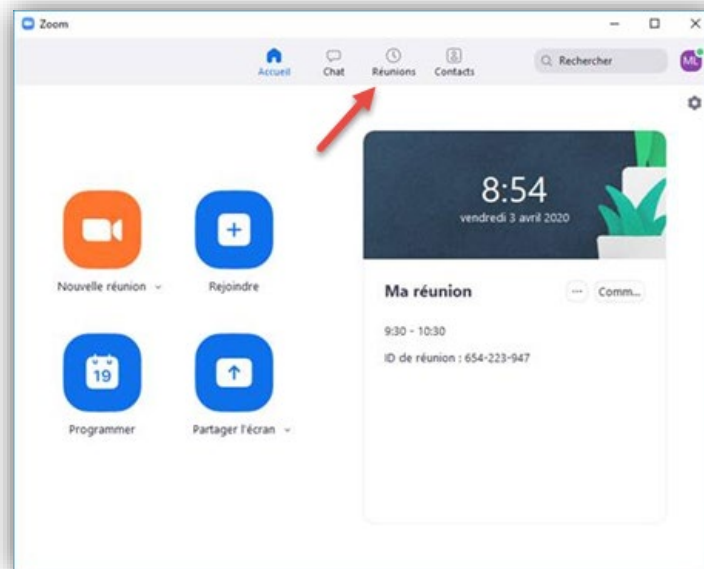 Zoom
Accueil
Chat
Réunions
Contacts
Rechercher
ML
8:54
vendredi 3 avril 2020
Nouvelle réunion
Rejoindre
Ma réunion
... Comm...
9:30 - 10:30
ID de réunion : 654-223-947
19
Programmer
Partager l'écran